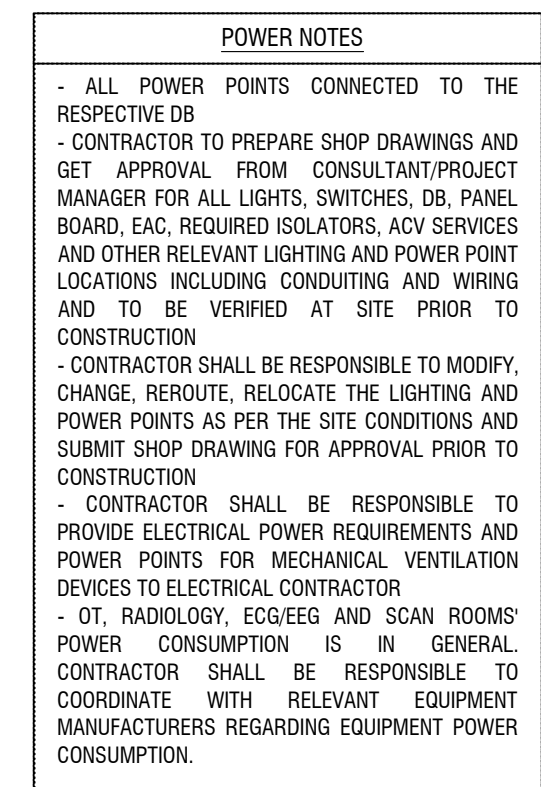 POWER NOTES
- ALL POWER POINTS CONNECTED TO THE
RESPECTIVE DB
- CONTRACTOR TO PREPARE SHOP DRAWINGS AND
GET APPROVAL FROM CONSULTANT/PROJECT
MANAGER FOR ALL LIGHTS, SWITCHES, DB, PANEL
BOARD, EAC, REQUIRED ISOLATORS, ACV SERVICES
AND OTHER RELEVANT LIGHTING AND POWER POINT
LOCATIONS INCLUDING CONDUITING AND WIRING
AND TO BE VERIFIED AT SITE PRIOR TO
CONSTRUCTION
- CONTRACTOR SHALL BE RESPONSIBLE TO MODIFY,
CHANGE, REROUTE, RELOCATE THE LIGHTING AND
POWER POINTS AS PER THE SITE CONDITIONS AND
SUBMIT SHOP DRAWING FOR APPROVAL PRIOR TO
CONSTRUCTION
- CONTRACTOR SHALL BE RESPONSIBLE TO
PROVIDE ELECTRICAL POWER REQUIREMENTS AND
POWER POINTS FOR MECHANICAL VENTILATION
DEVICES TO ELECTRICAL CONTRACTOR
- OT, RADIOLOGY, ECG/EEG AND SCAN ROOMS'
POWER CONSUMPTION IS IN GENERAL.
CONTRACTOR SHALL BE RESPONSIBLE TO
COORDINATE WITH RELEVANT EQUIPMENT
MANUFACTURERS REGARDING EQUIPMENT POWER
CONSUMPTION.